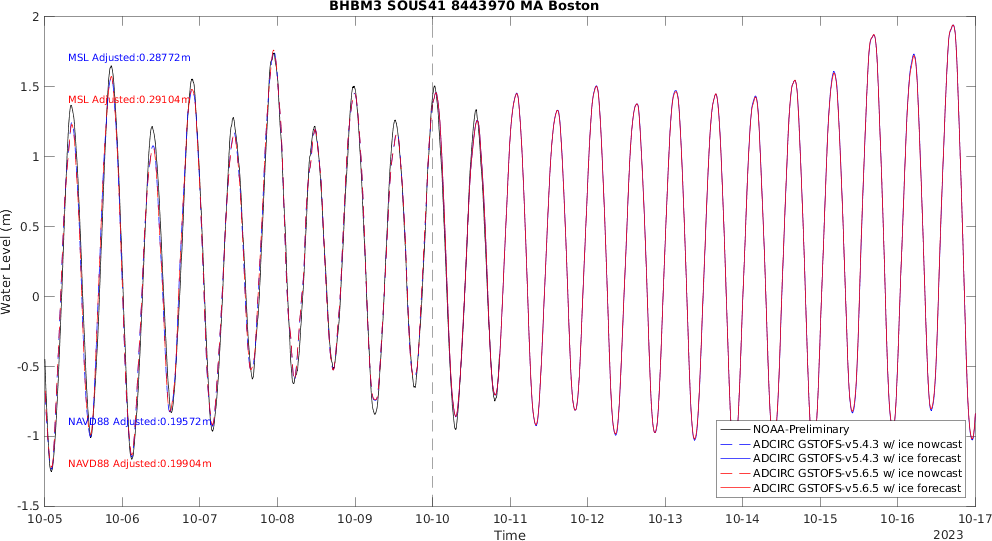 BHBM3 SOUS41 8443970 MA Boston
2
1.5
1
0.5
0
-0.5
-1
-1.5
Water Level (m)
MSL Adjusted:0.28772m
MSL Adjusted:0.29104m
NAVD88 Adjusted:0.19572m
NAVD88 Adjusted:0.19904m
NOAA-Preliminary
ADCIRC GSTOFS-v5.4.3 w/ ice nowcast
ADCIRC GSTOFS-v5.4.3 w/ ice forecast
ADCIRC GSTOFS-v5.6.5 w/ ice nowcast
ADCIRC GSTOFS-v5.6.5 w/ ice forecast
10-05 10-06 10-07 10-08 10-09 10-10 10-11 10-12 10-13 10-14 10-15 10-16 10-17
Time
2023